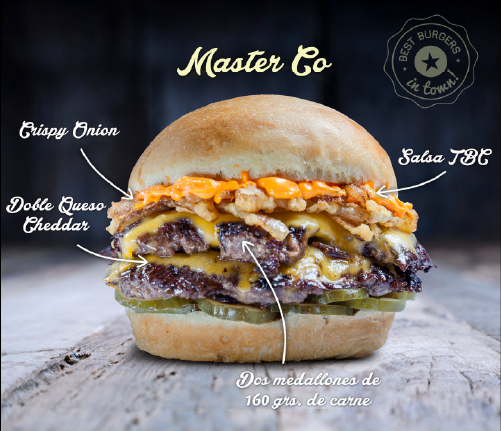 Master Co
BEST BURGERS
in town!
Crispy Onion
Salsa TBC
Doble Queso
Cheddar
Dos medallones de
160 grs. de carne